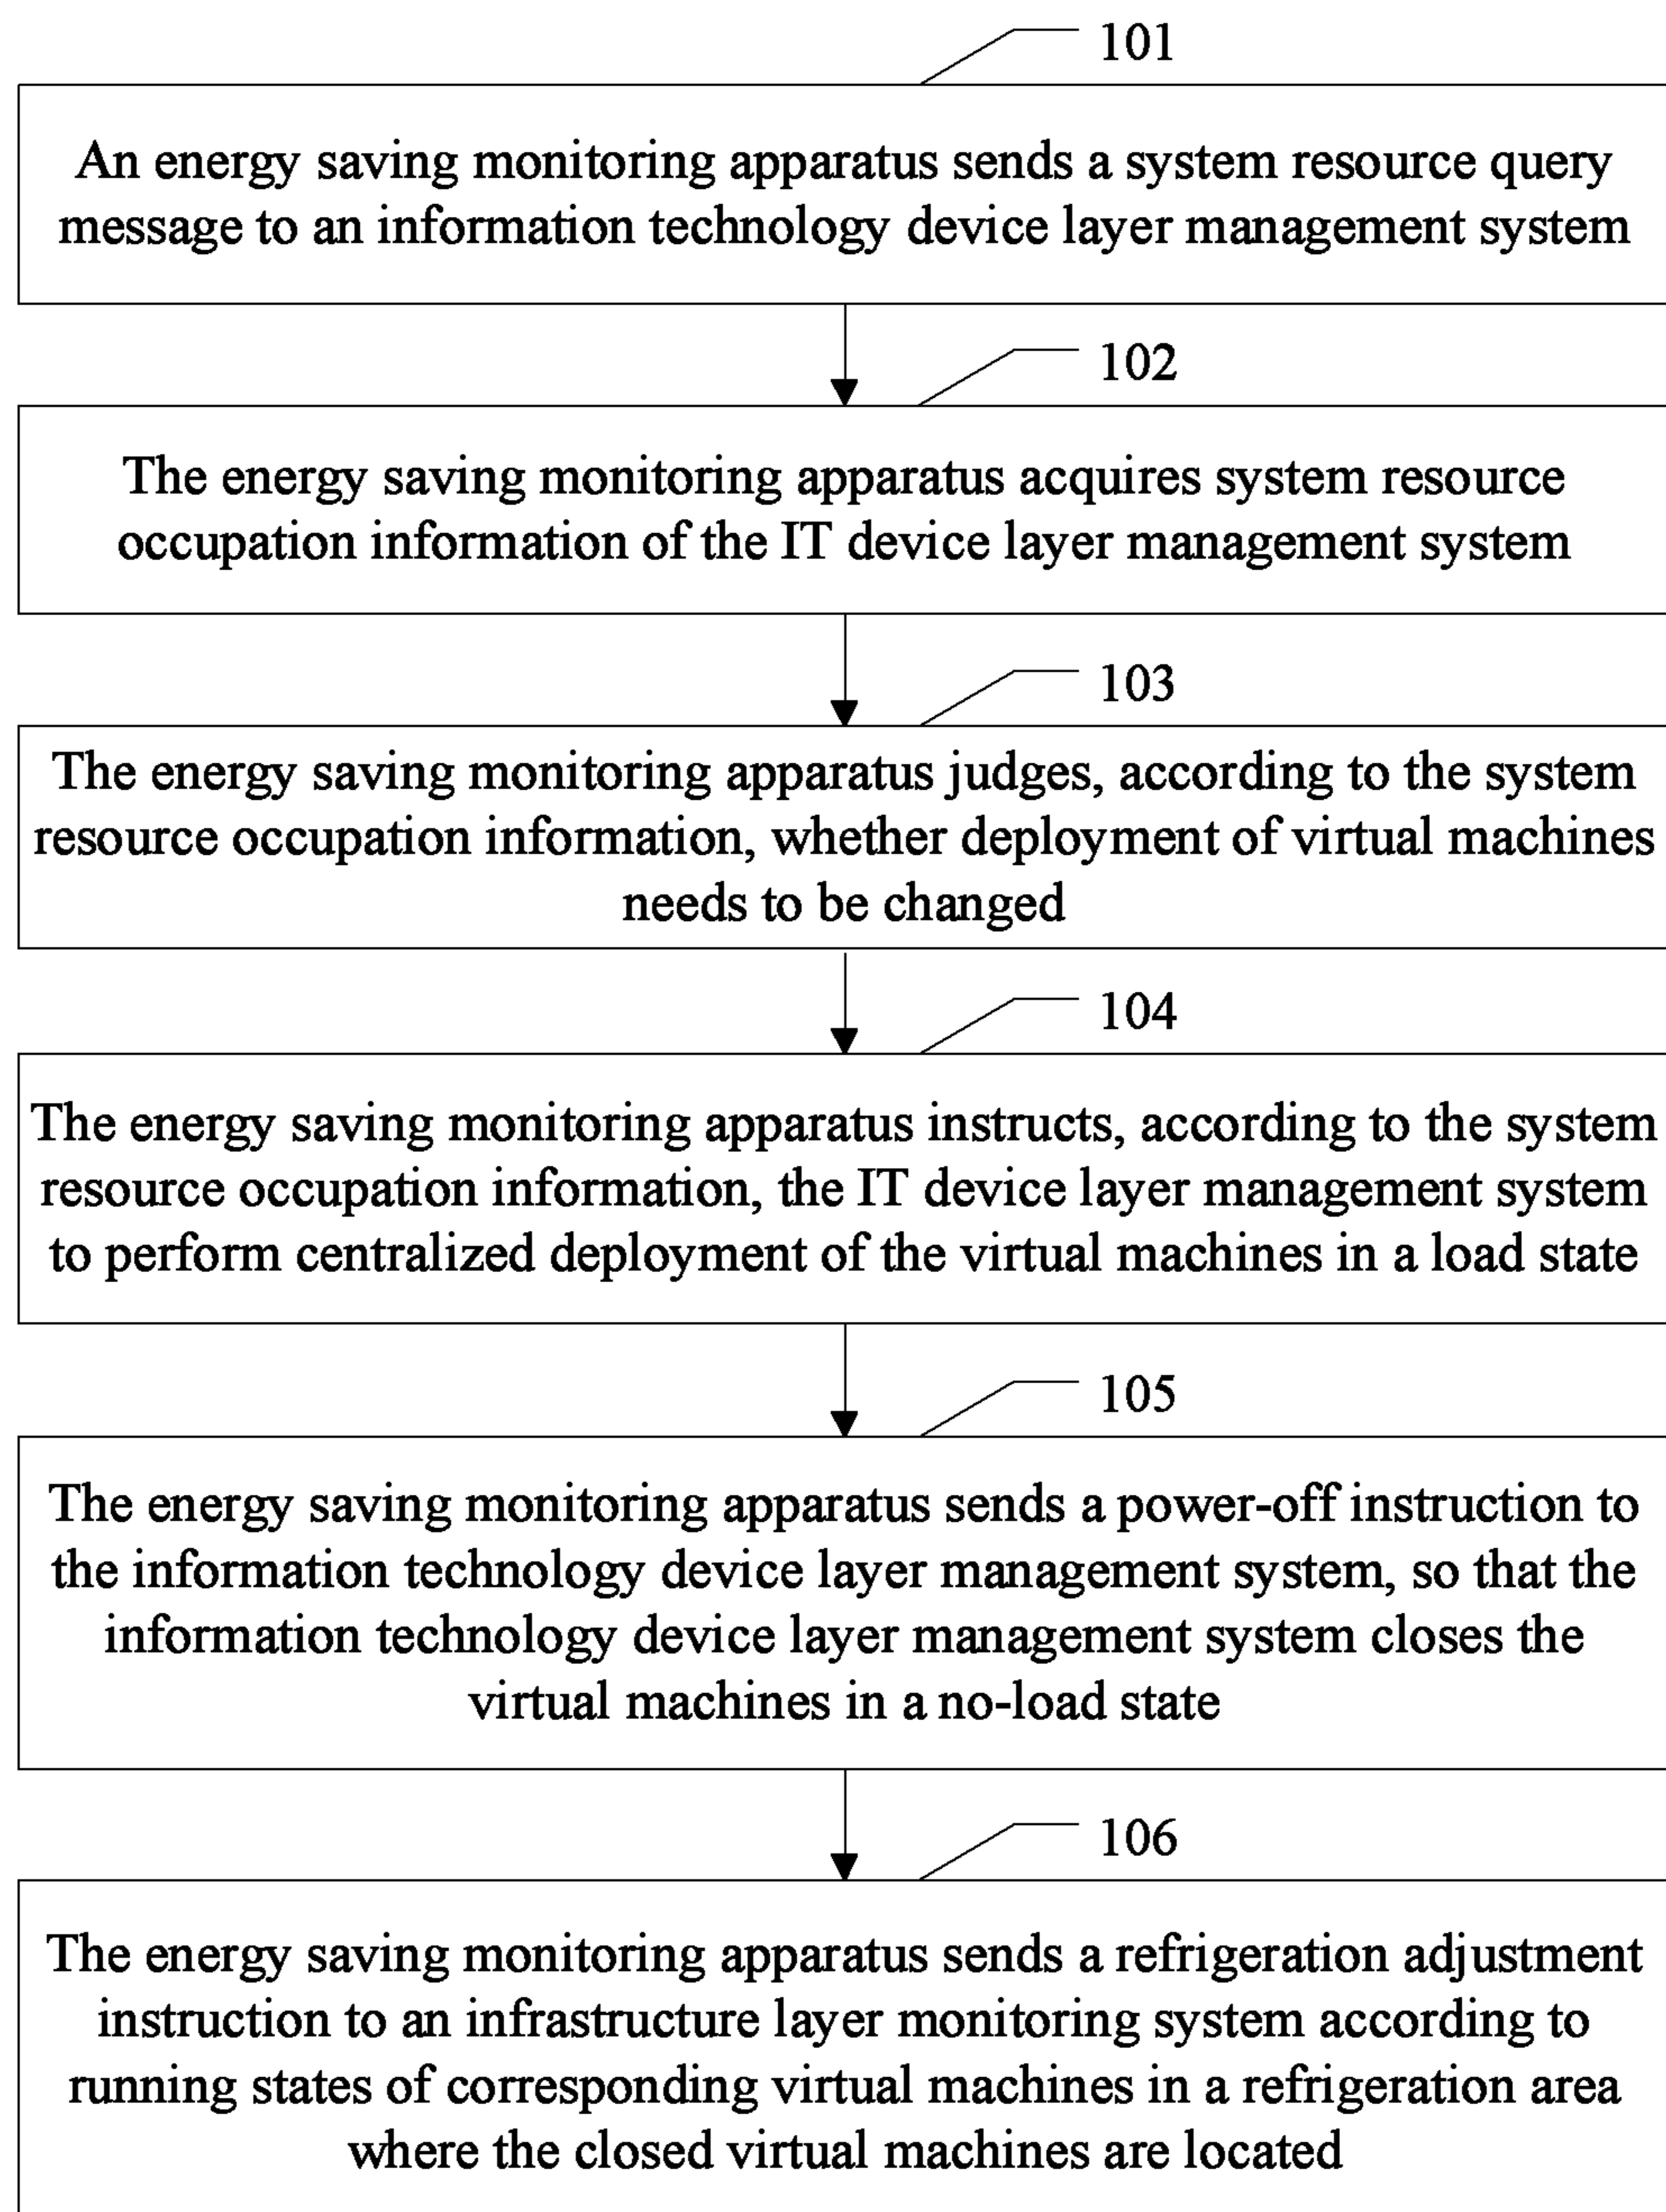 101
An energy saving monitoring apparatus sends a system resource query
message to an information technology device layer management system
102
The energy saving monitoring apparatus acquires system resource
occupation information of the IT device layer management system
103
The energy saving monitoring apparatus judges, according to the system
resource occupation information, whether deployment of virtual machines
needs to be changed
104
The energy saving monitoring apparatus instructs, according to the system
resource occupation information, the IT device layer management system
to perform centralized deployment of the virtual machines in a load state
105
The energy saving monitoring apparatus sends a power-off instruction to
the information technology device layer management system, so that the
information technology device layer management system closes the
virtual machines in a no-load state
106
The energy saving monitoring apparatus sends a refrigeration adjustment
instruction to an infrastructure layer monitoring system according to
running states of corresponding virtual machines in a refrigeration area
where the closed virtual machines are located